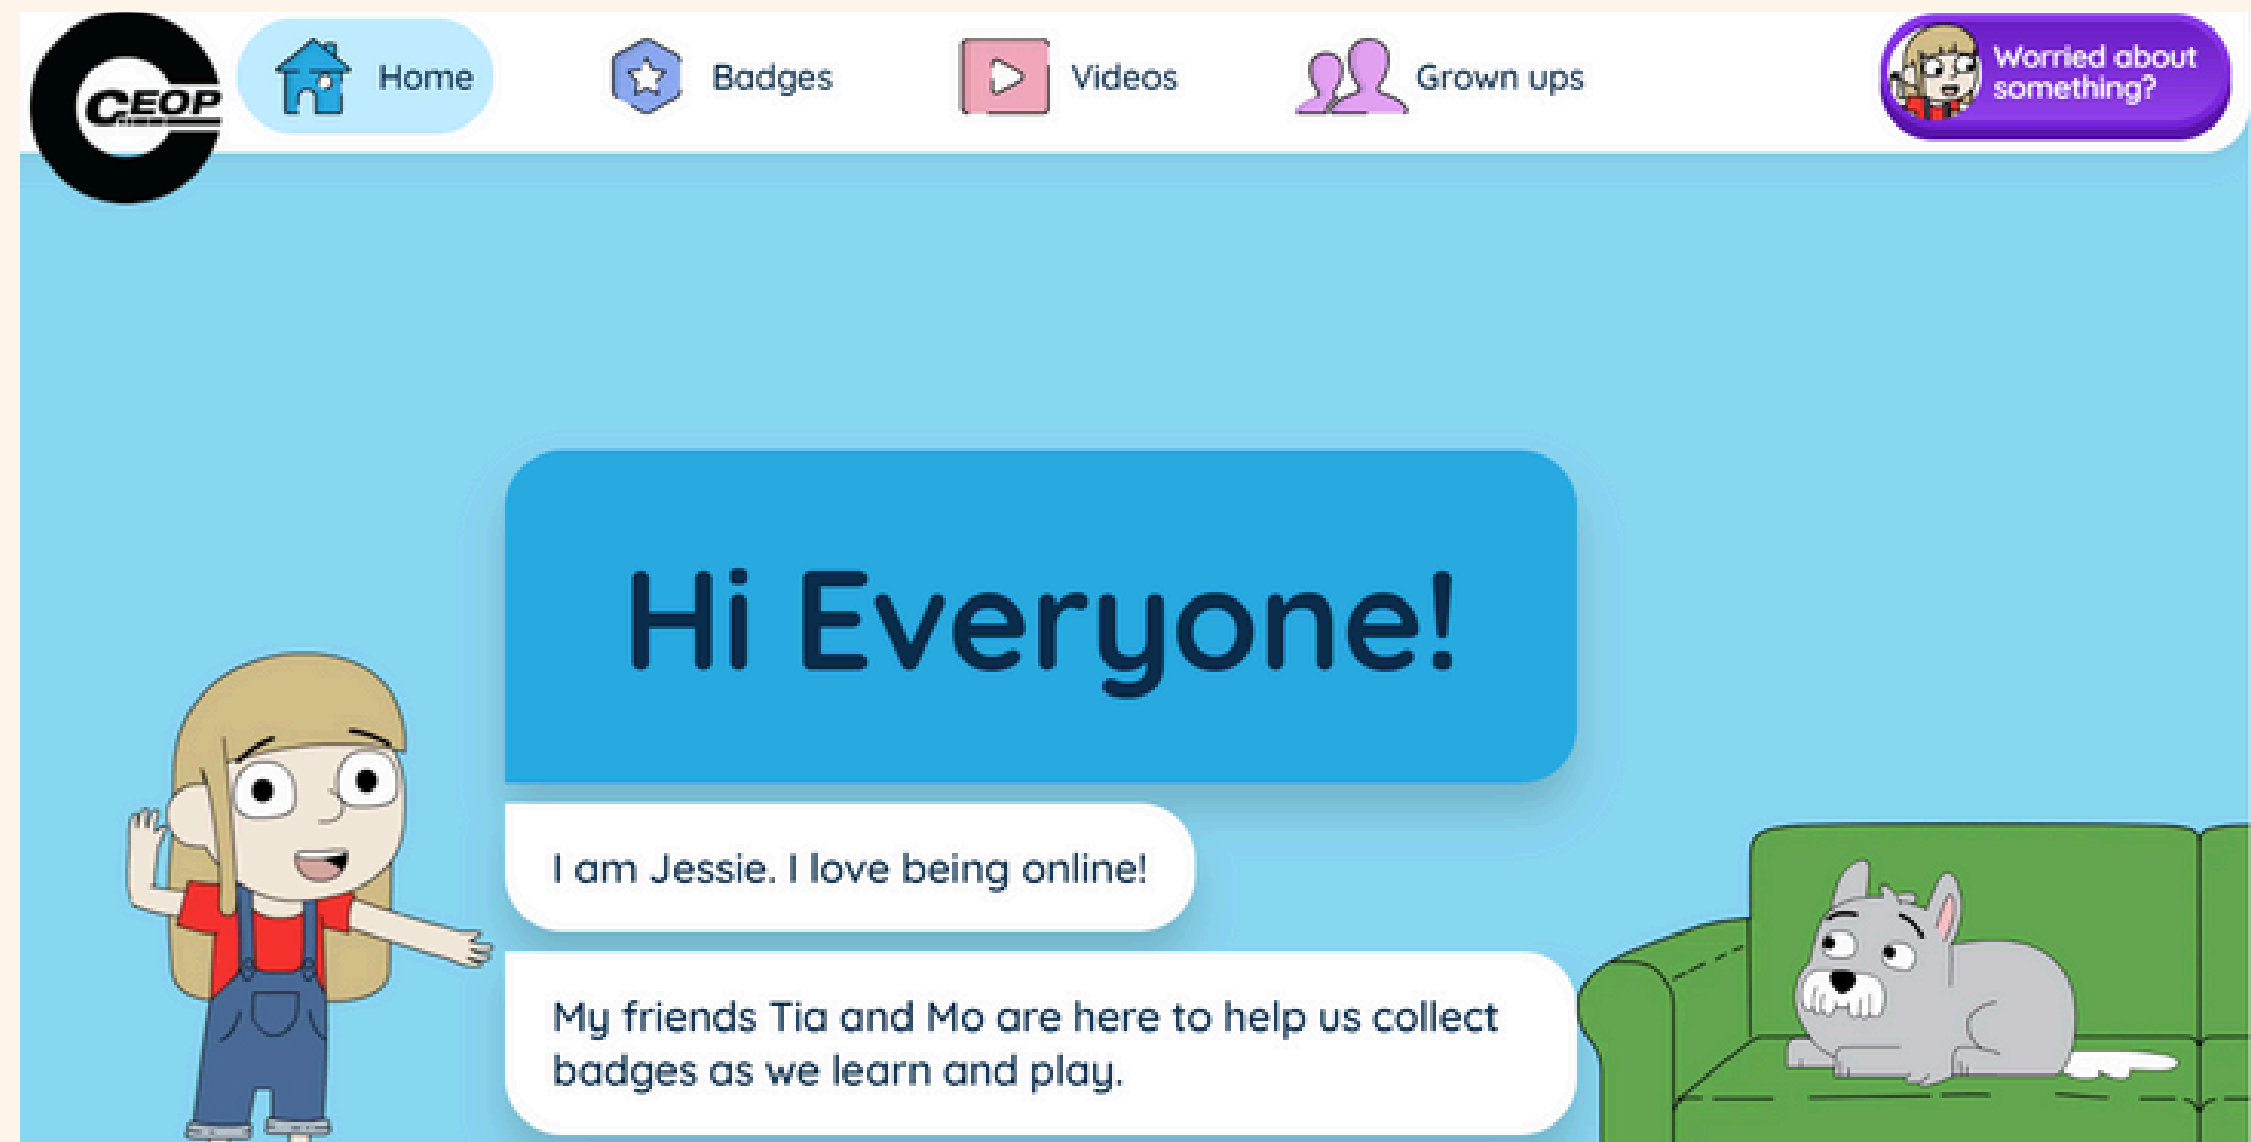 CEOP
Home
Badges
Videos
Grown ups
Worried about
something?
Hi Everyone!
I am Jessie. I love being online!
My friends Tia and Mo are here to help us collect
badges as we learn and play.